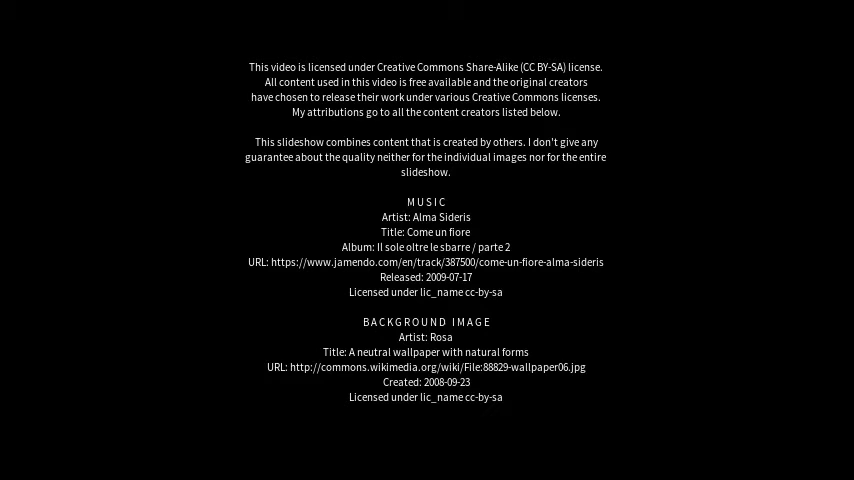 This video is licensed under Creative Commons Share-Alike (CC BY-SA) license.
All content used in this video is free available and the original creators
have chosen to release their work under various Creative Commons licenses.
My attributions go to all the content creators listed below.
This slideshow combines content that is created by others. I don't give any
guarantee about the quality neither for the individual images nor for the entire
slideshow.
MUSIC
Artist: Alma Sideris
Title: Come un fiore
Album: Il sole oltre le sbarre / parte 2
URL: https://www.jamendo.com/en/track/387500/come-un-fiore-alma-sideris
Released: 2009-07-17
Licensed under lic_name cc-by-sa
BACKGROUND IMAGE
Artist: Rosa
Title: A neutral wallpaper with natural forms
URL: http://commons.wikimedia.org/wiki/File:88829-wallpaper06.jpg
Created: 2008-09-23
Licensed under lic_name cc-by-sa